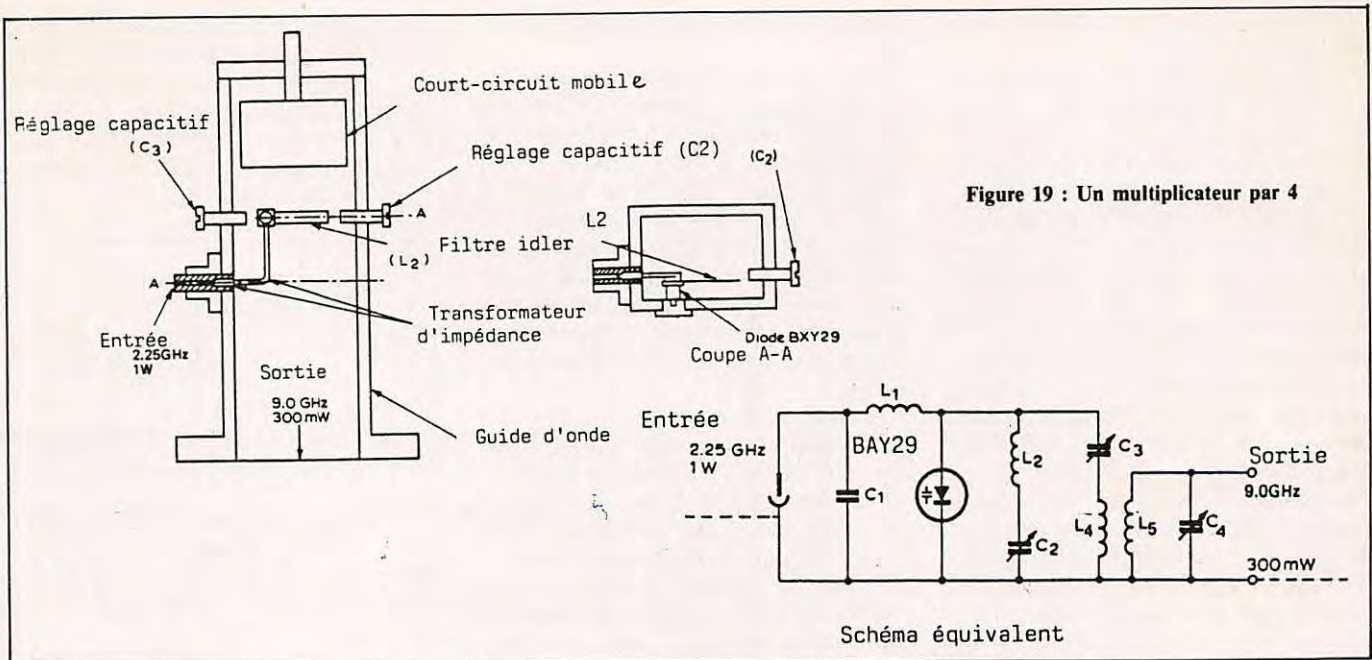 Court-circuit mobile
Réglage capacitif
(C3)
Réglage capacitif (C2)
A
Filtre idler
(L2)
A
Transformateur
d'impédance
Entrée
2.25GHz
1W
Sortie
9.0 GHz
300mW
Guide d'onde
(C2)
L2
Diode BXY29
Coupe A-A
Figure 19 : Un multiplicateur par 4
Entrée
2.25 GHz
1W
L1
BAY29
C1
L2
C2
C3
L4
L5
C4
Sortie
9.0GHz
300mW
Schéma équivalent